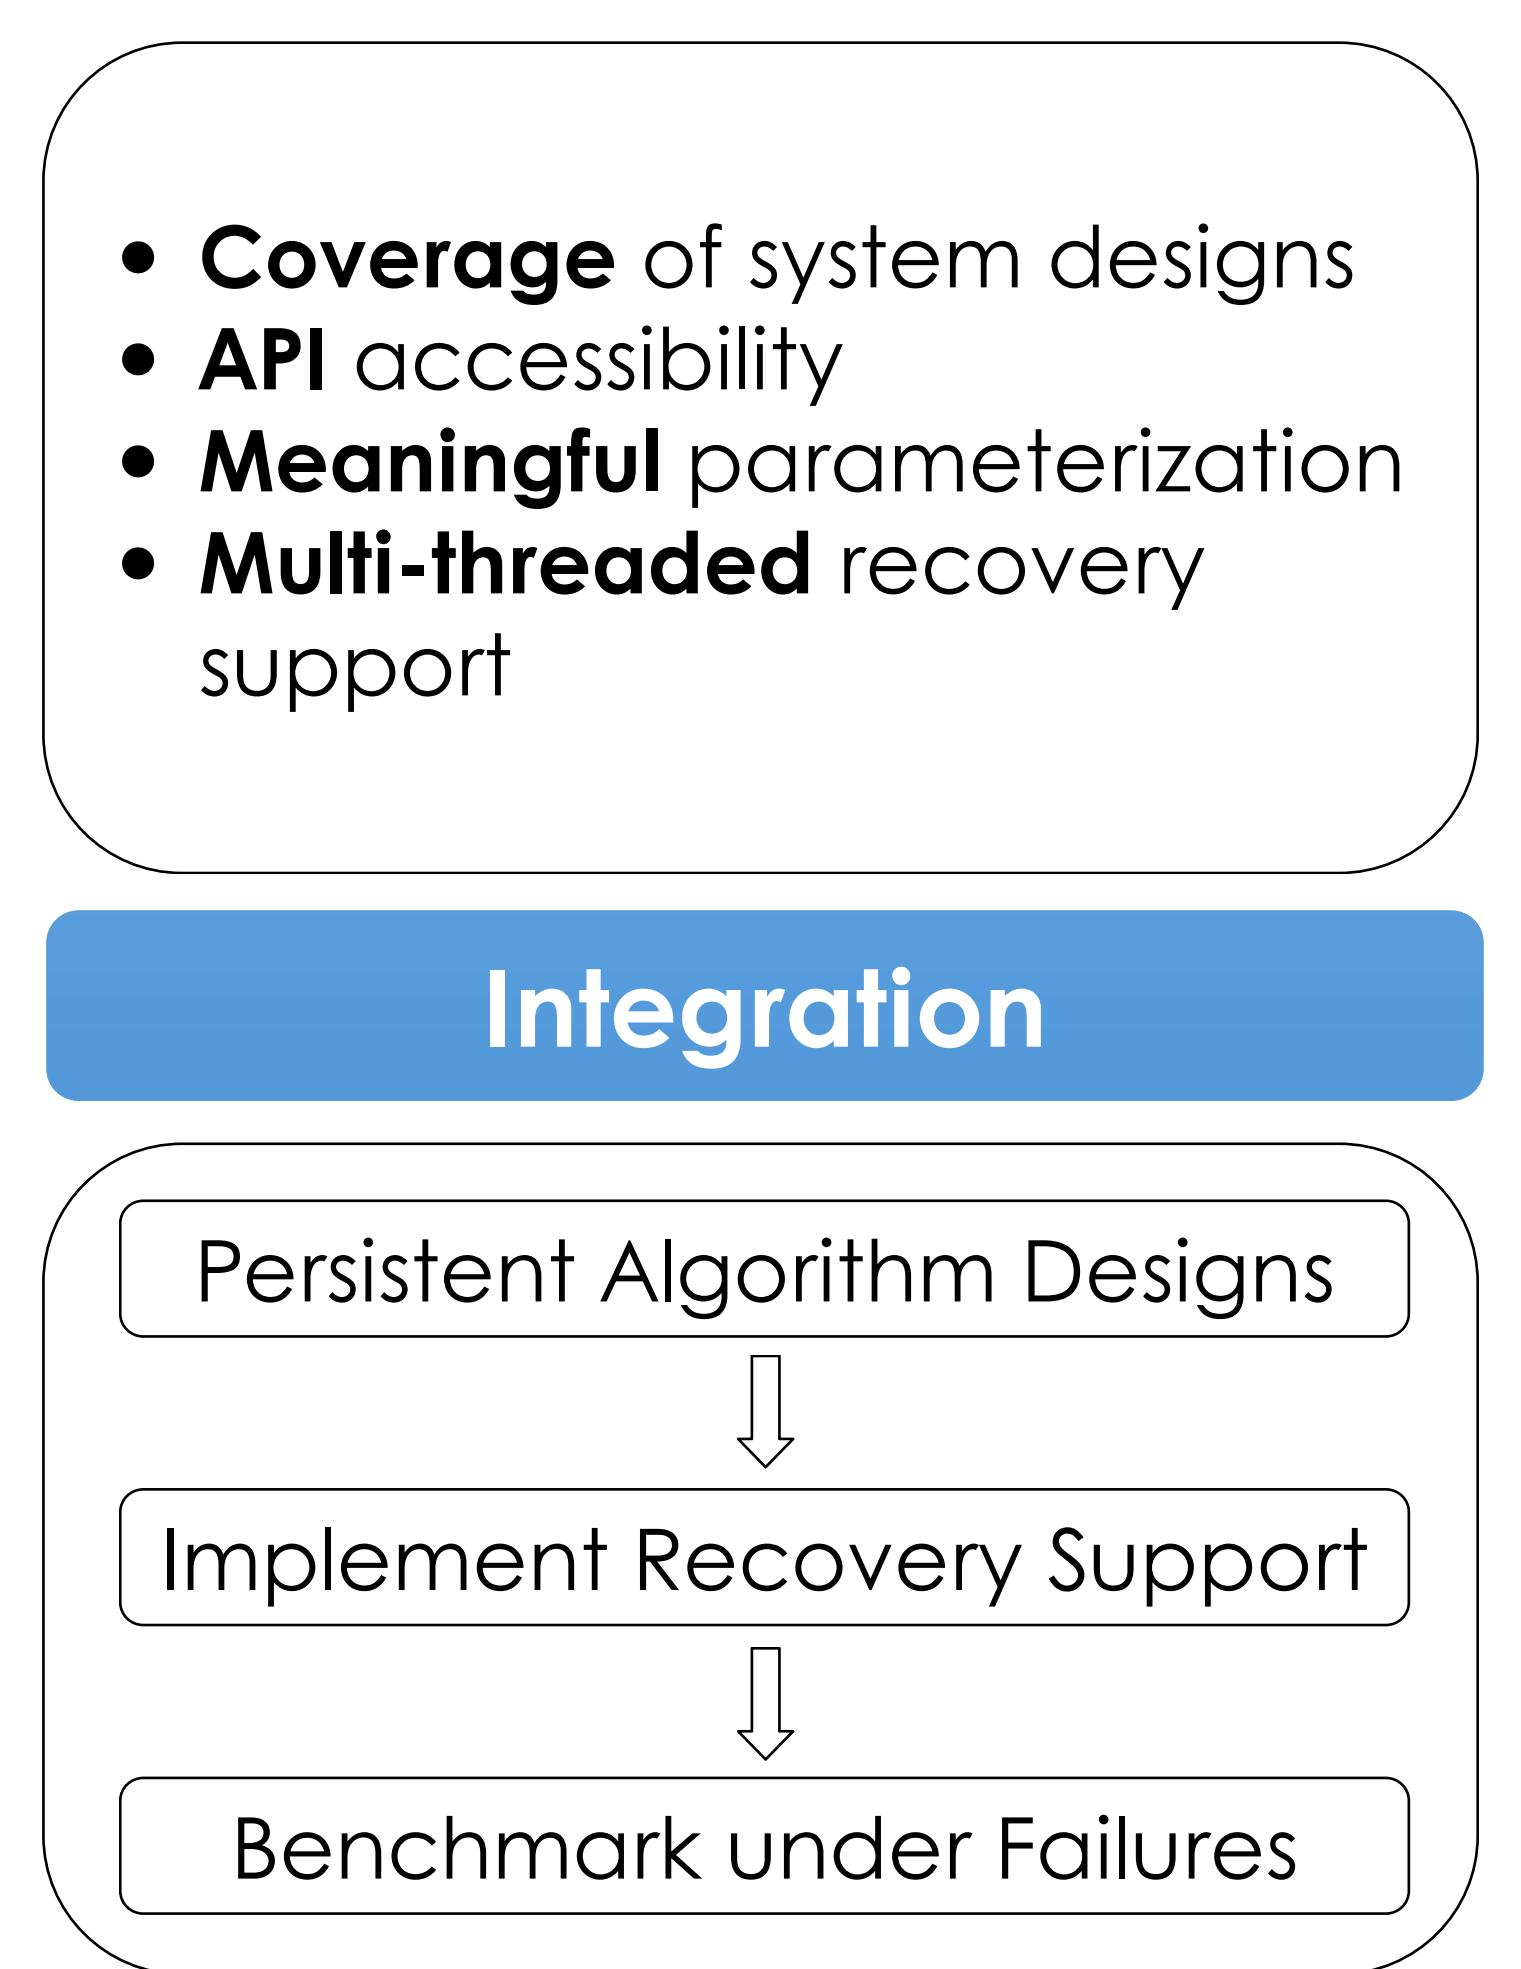 • Coverage of system designs
• API accessibility
• Meaningful parameterization
• Multi-threaded recovery
support
Integration
Persistent Algorithm Designs
Implement Recovery Support
Benchmark under Failures